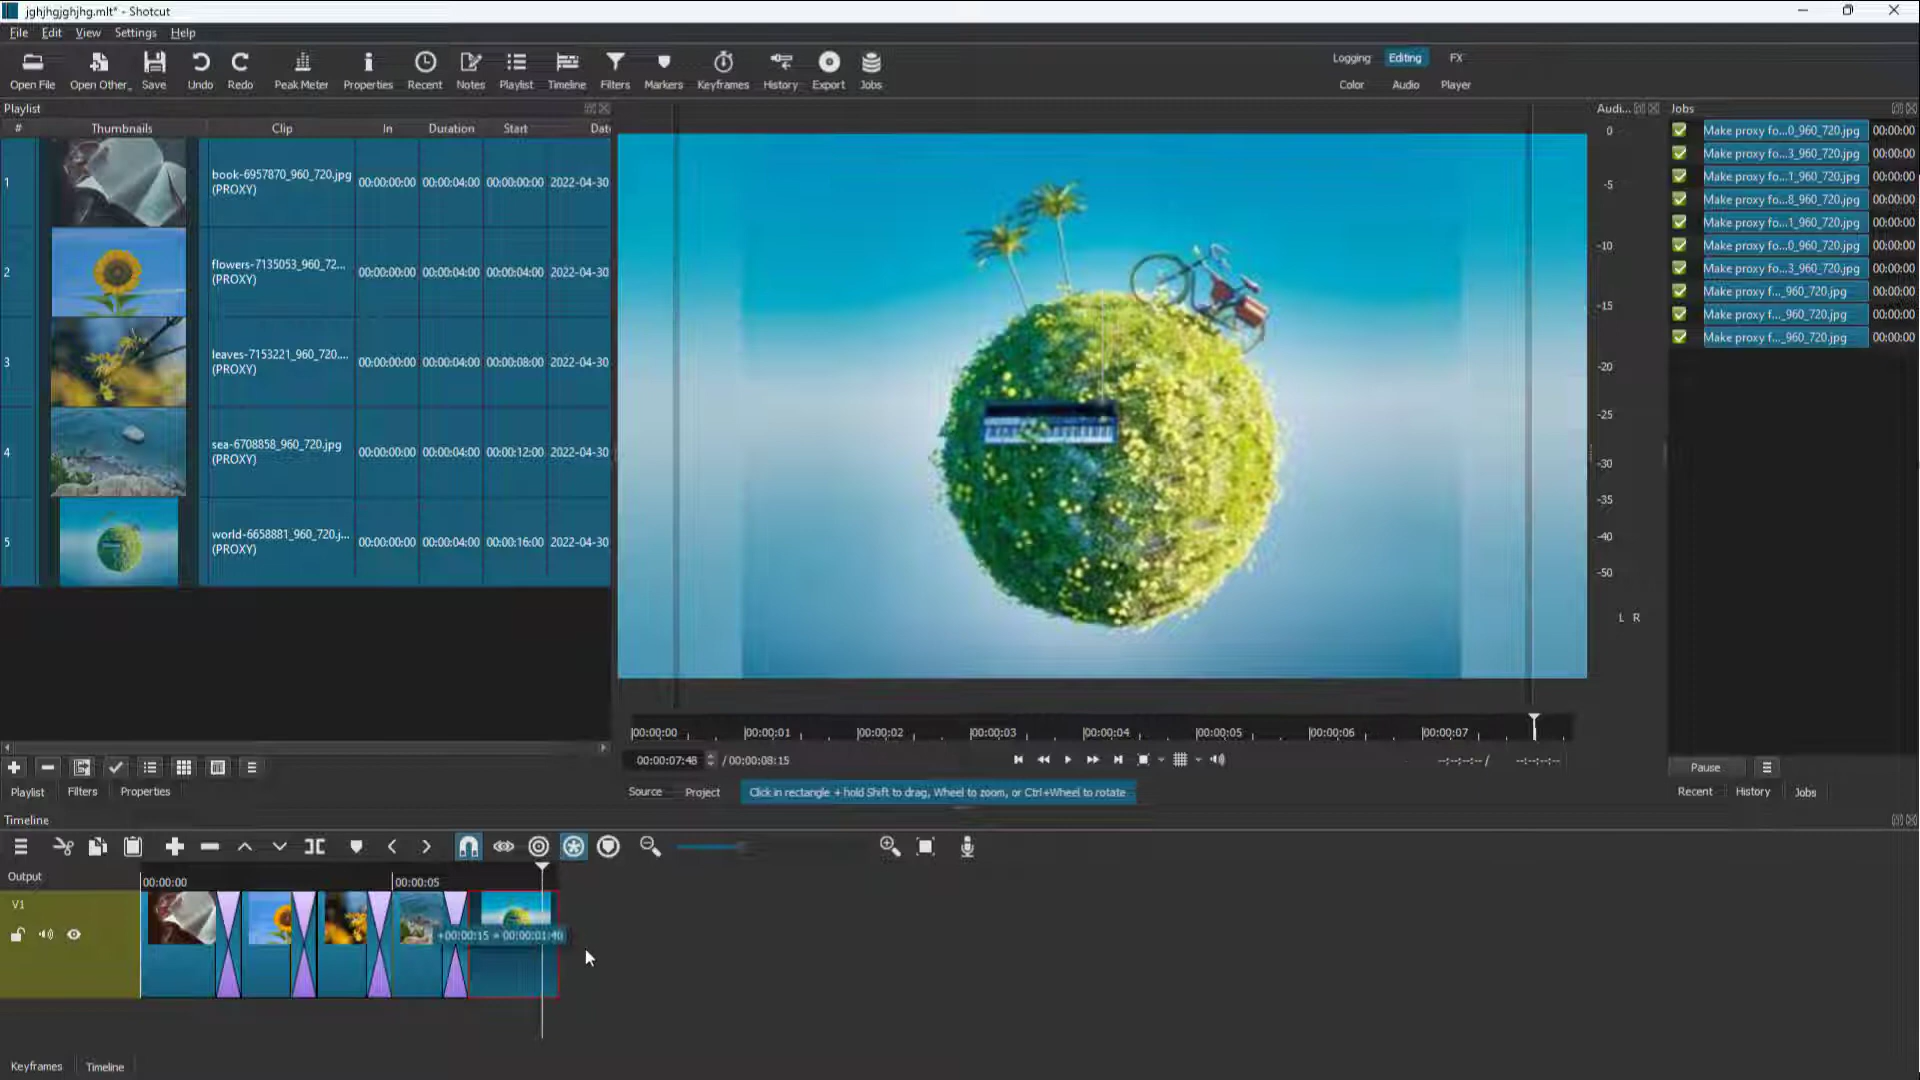 jghjhgjghjhg.mlt* - Shotcut
File Edit View Settings Help
Open File Open Other... Save Undo Redo Peak Meter Properties Recent Notes Playlist Timeline Filters Markers Keyframes History Export Jobs
Logging Editing FX
Color Audio Player
Playlist
# Thumbnails Clip In Duration Start Date
1 book-6957870_960_720.jpg (PROXY) 00:00:00:00 00:00:04:00 00:00:00:00 2022-04-30
2 flowers-7135053_960_72... (PROXY) 00:00:00:00 00:00:04:00 00:00:04:00 2022-04-30
3 leaves-7153221_960_720.... (PROXY) 00:00:00:00 00:00:04:00 00:00:08:00 2022-04-30
4 sea-6708858_960_720.jpg (PROXY) 00:00:00:00 00:00:04:00 00:00:12:00 2022-04-30
5 world-6658881_960_720.j... (PROXY) 00:00:00:00 00:00:04:00 00:00:16:00 2022-04-30
Playlist Filters Properties
00:00:00 00:00:01 00:00:02 00:00:03 00:00:04 00:00:05 00:00:06 00:00:07
00:00:07:48 / 00:00:08:15 --:--:--:-- / --:--:--:--
Source Project Click in rectangle + hold Shift to drag, Wheel to zoom, or Ctrl+Wheel to rotate
Audi...
0
-5
-10
-15
-20
-25
-30
-35
-40
-50
L R
Jobs
Make proxy fo...0_960_720.jpg 00:00:00
Make proxy fo...3_960_720.jpg 00:00:00
Make proxy fo...1_960_720.jpg 00:00:00
Make proxy fo...8_960_720.jpg 00:00:00
Make proxy fo...1_960_720.jpg 00:00:00
Make proxy fo...0_960_720.jpg 00:00:00
Make proxy fo...3_960_720.jpg 00:00:00
Make proxy f..._960_720.jpg 00:00:00
Make proxy f..._960_720.jpg 00:00:00
Make proxy f..._960_720.jpg 00:00:00
Pause
Recent History Jobs
Timeline
Output
00:00:00 00:00:05
V1
+00:00:15 = 00:00:01:40
Keyframes Timeline